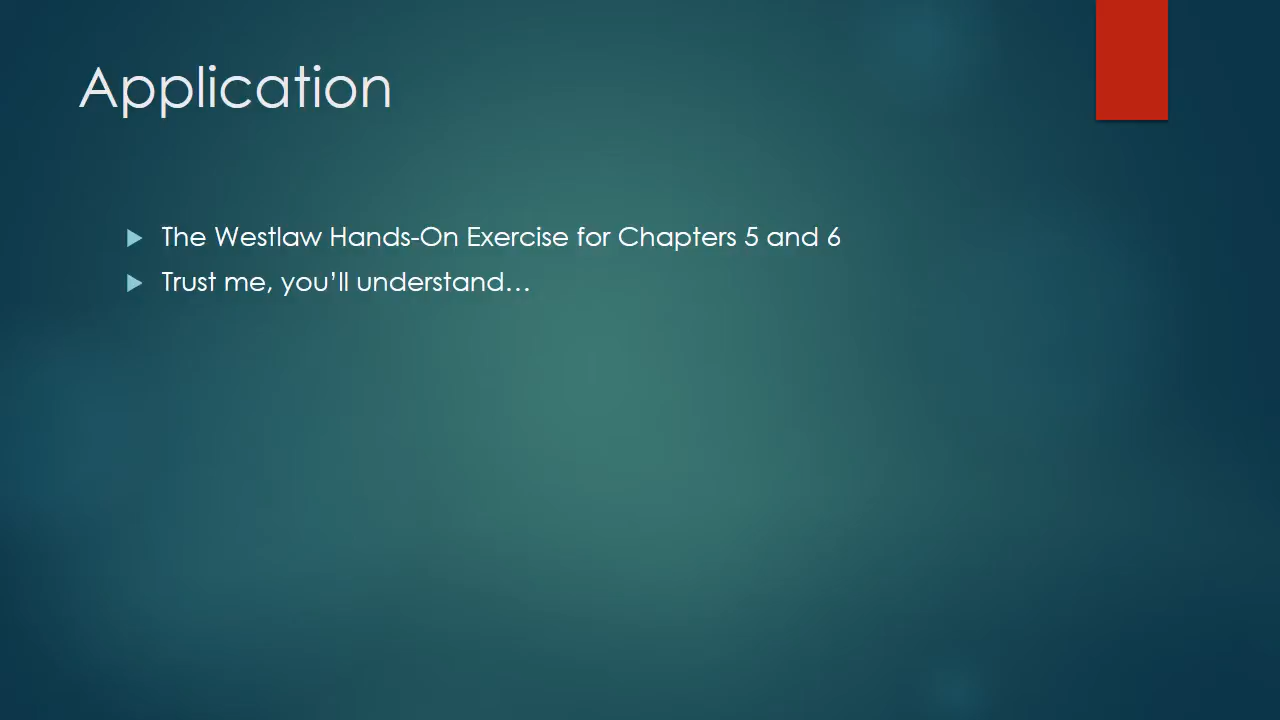 Application
The Westlaw Hands-On Exercise for Chapters 5 and 6
Trust me, you’ll understand…